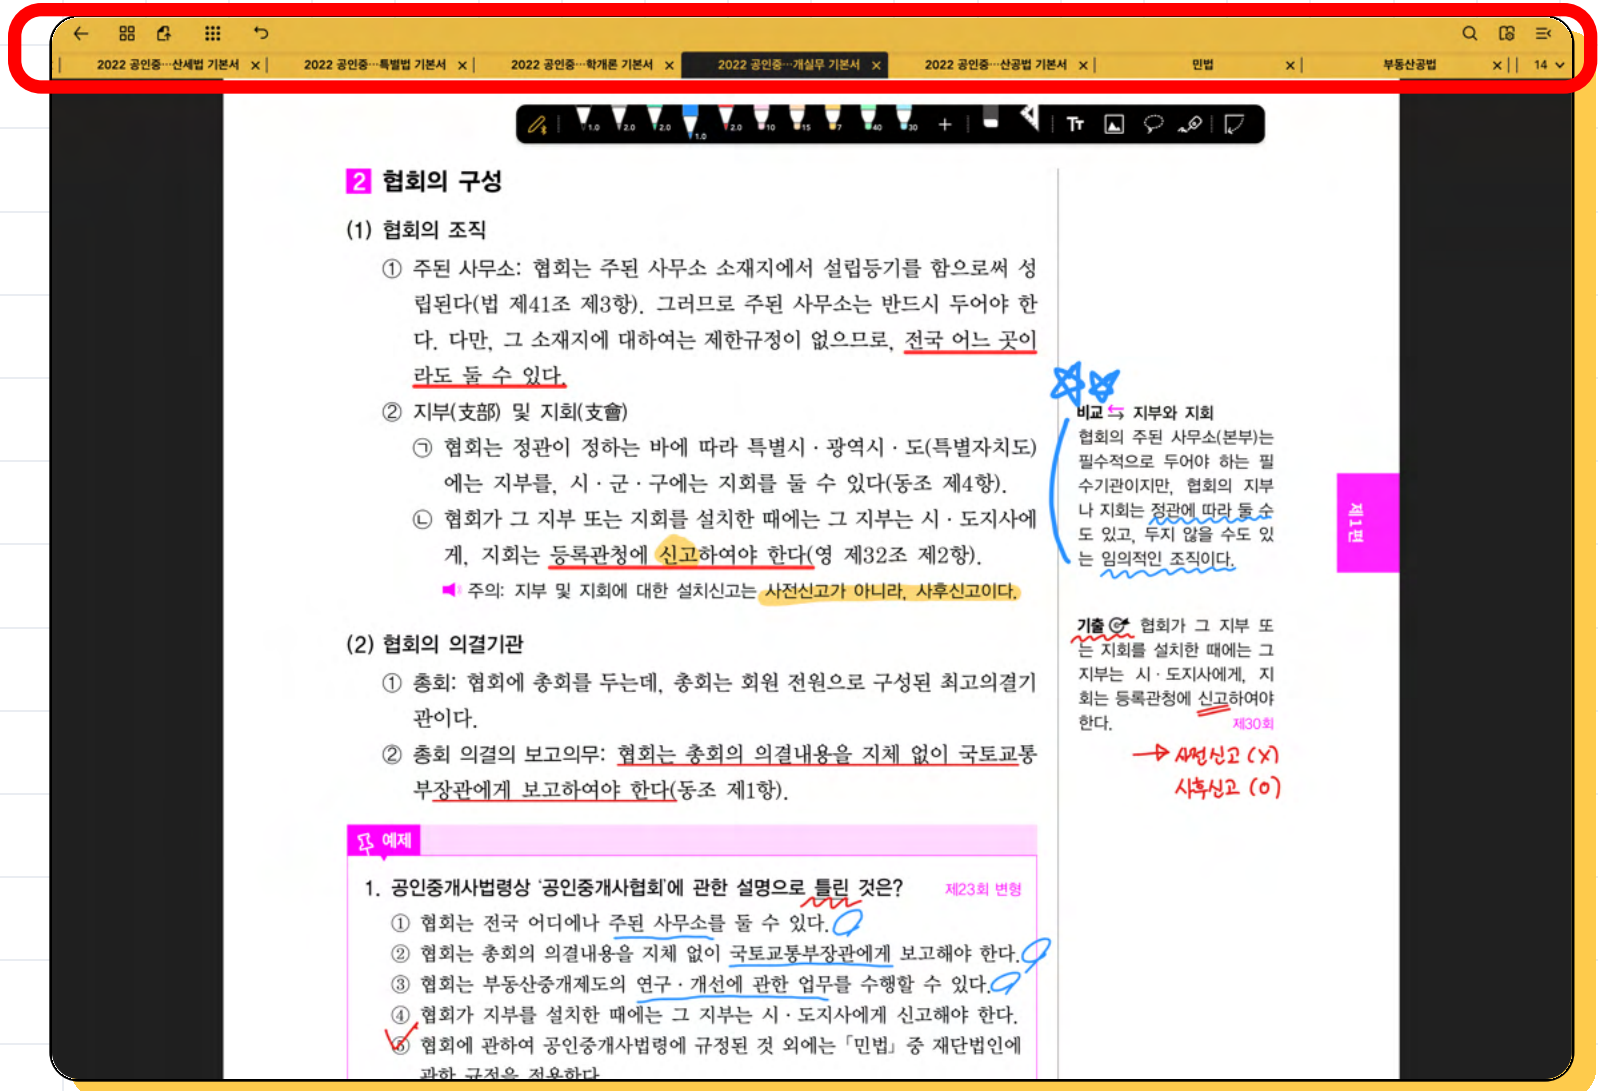 2022 공인중…산세법 기본서 ×
2022 공인중…특별법 기본서 ×
2022 공인중…학개론 기본서 ×
2022 공인중…개실무 기본서 ×
2022 공인중…산공법 기본서 ×
민법 ×
부동산공법 ×
14
1.0 2.0 2.0 1.0 2.0 10 15 7 40 30 + Tт
2 협회의 구성
(1) 협회의 조직
① 주된 사무소: 협회는 주된 사무소 소재지에서 설립등기를 함으로써 성
립된다(법 제41조 제3항). 그러므로 주된 사무소는 반드시 두어야 한
다. 다만, 그 소재지에 대하여는 제한규정이 없으므로, 전국 어느 곳이
라도 둘 수 있다.
② 지부(支部) 및 지회(支會)
㉠ 협회는 정관이 정하는 바에 따라 특별시·광역시·도(특별자치도)
에는 지부를, 시·군·구에는 지회를 둘 수 있다(동조 제4항).
㉡ 협회가 그 지부 또는 지회를 설치한 때에는 그 지부는 시·도지사에
게, 지회는 등록관청에 신고하여야 한다(영 제32조 제2항).
주의: 지부 및 지회에 대한 설치신고는 사전신고가 아니라, 사후신고이다.
(2) 협회의 의결기관
① 총회: 협회에 총회를 두는데, 총회는 회원 전원으로 구성된 최고의결기
관이다.
② 총회 의결의 보고의무: 협회는 총회의 의결내용을 지체 없이 국토교통
부장관에게 보고하여야 한다(동조 제1항).
비교 ⇆ 지부와 지회
협회의 주된 사무소(본부)는
필수적으로 두어야 하는 필
수기관이지만, 협회의 지부
나 지회는 정관에 따라 둘 수
도 있고, 두지 않을 수도 있
는 임의적인 조직이다.
제1편
기출 협회가 그 지부 또
는 지회를 설치한 때에는 그
지부는 시·도지사에게, 지
회는 등록관청에 신고하여야
한다. 제30회
→ 사전신고 (X)
사후신고 (O)
예제
1. 공인중개사법령상 '공인중개사협회'에 관한 설명으로 틀린 것은? 제23회 변형
① 협회는 전국 어디에나 주된 사무소를 둘 수 있다.
② 협회는 총회의 의결내용을 지체 없이 국토교통부장관에게 보고해야 한다.
③ 협회는 부동산중개제도의 연구·개선에 관한 업무를 수행할 수 있다.
④ 협회가 지부를 설치한 때에는 그 지부는 시·도지사에게 신고해야 한다.
⑤ 협회에 관하여 공인중개사법령에 규정된 것 외에는 「민법」 중 재단법인에
관한 규정을 적용한다.